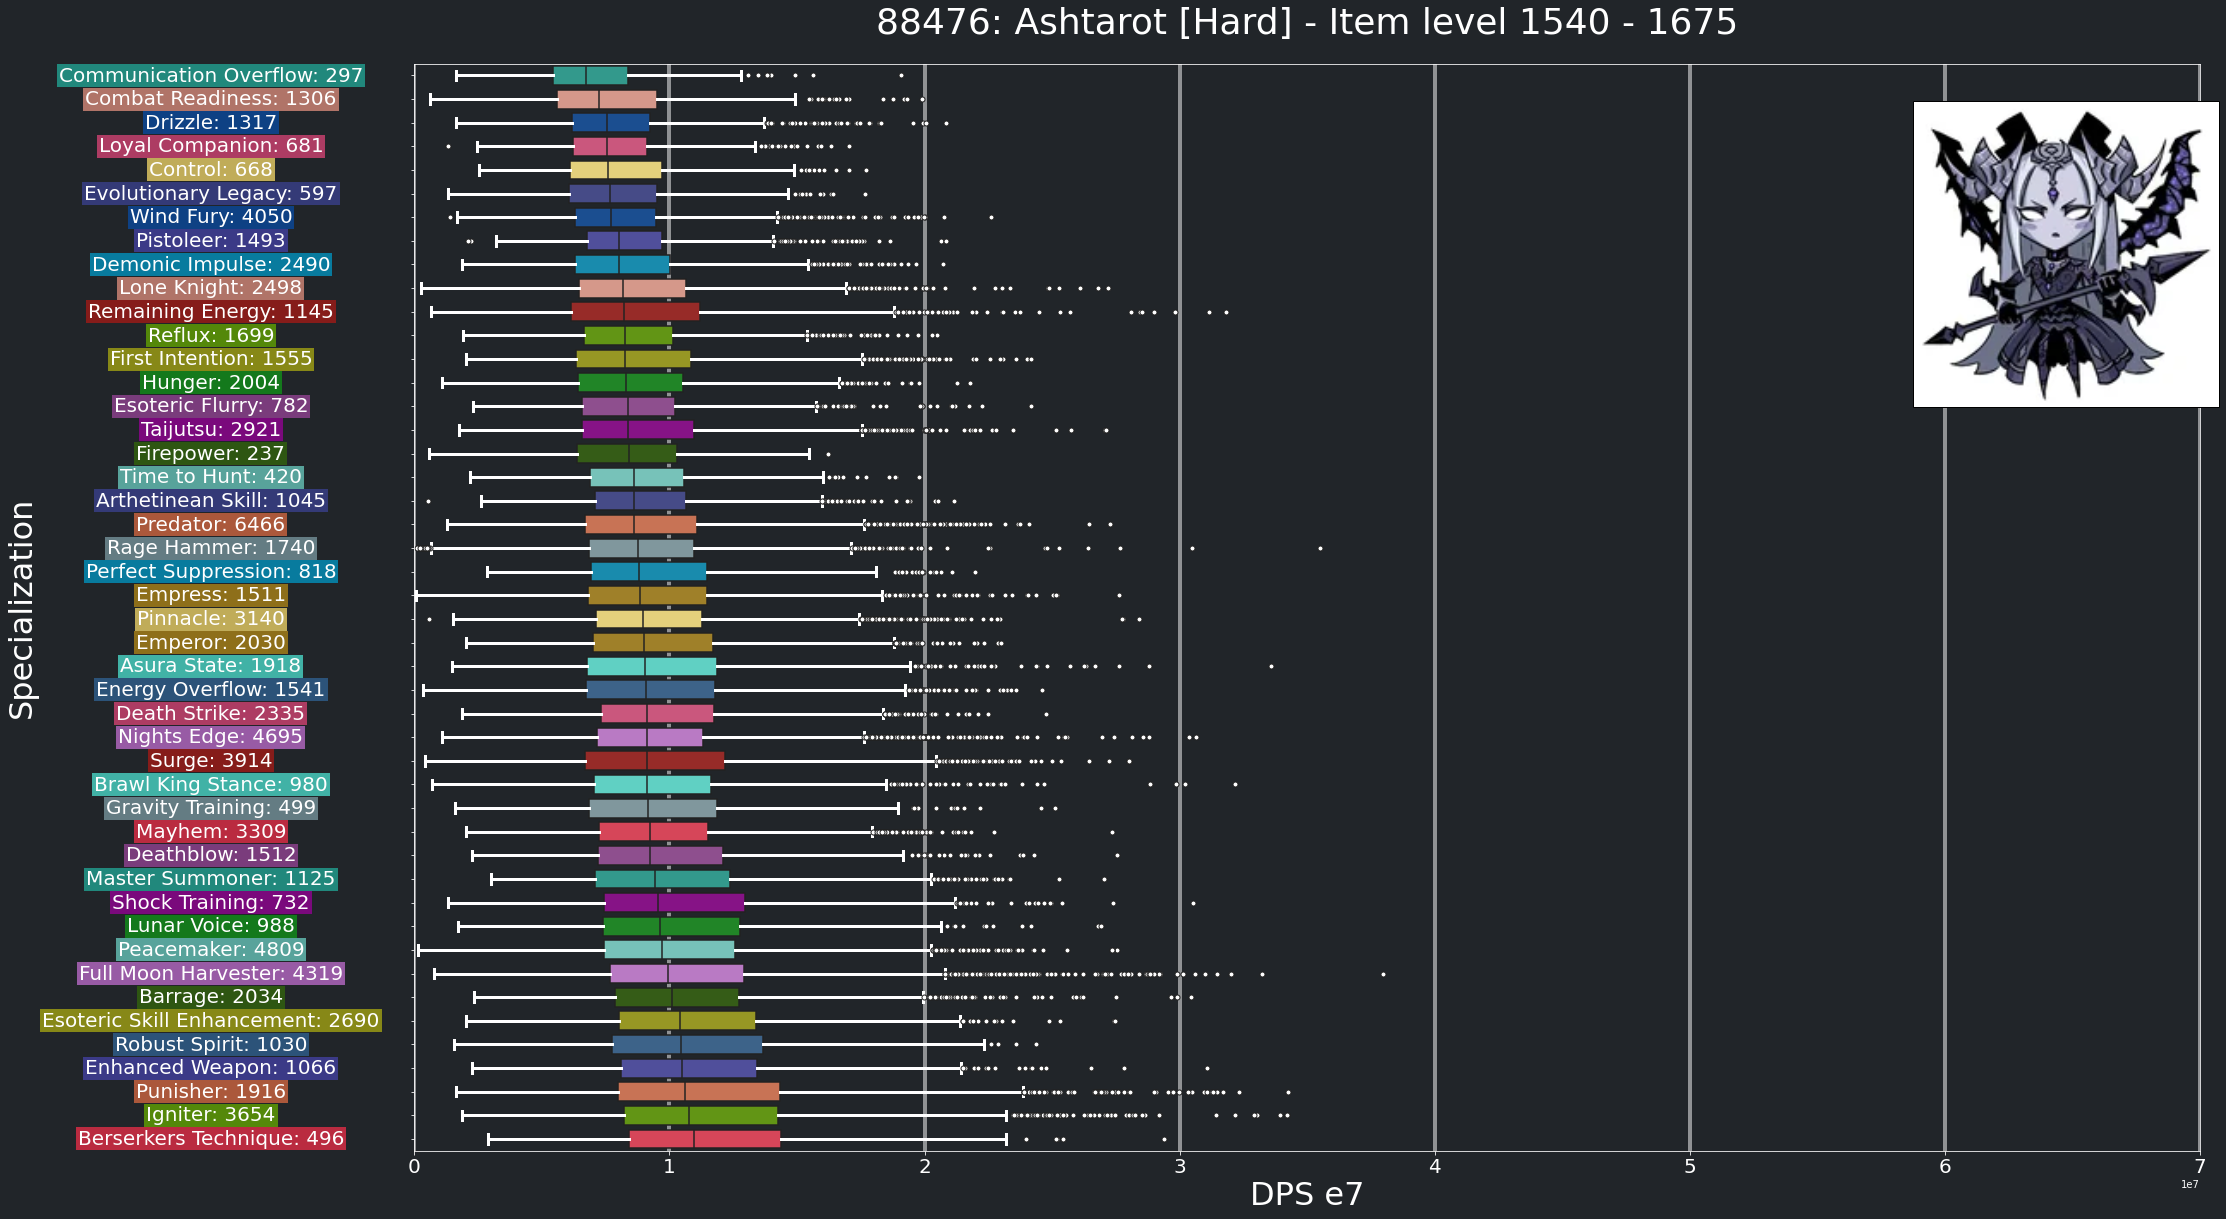 88476: Ashtarot [Hard] - Item level 1540 - 1675
Specialization
Communication Overflow: 297
Combat Readiness: 1306
Drizzle: 1317
Loyal Companion: 681
Control: 668
Evolutionary Legacy: 597
Wind Fury: 4050
Pistoleer: 1493
Demonic Impulse: 2490
Lone Knight: 2498
Remaining Energy: 1145
Reflux: 1699
First Intention: 1555
Hunger: 2004
Esoteric Flurry: 782
Taijutsu: 2921
Firepower: 237
Time to Hunt: 420
Arthetinean Skill: 1045
Predator: 6466
Rage Hammer: 1740
Perfect Suppression: 818
Empress: 1511
Pinnacle: 3140
Emperor: 2030
Asura State: 1918
Energy Overflow: 1541
Death Strike: 2335
Nights Edge: 4695
Surge: 3914
Brawl King Stance: 980
Gravity Training: 499
Mayhem: 3309
Deathblow: 1512
Master Summoner: 1125
Shock Training: 732
Lunar Voice: 988
Peacemaker: 4809
Full Moon Harvester: 4319
Barrage: 2034
Esoteric Skill Enhancement: 2690
Robust Spirit: 1030
Enhanced Weapon: 1066
Punisher: 1916
Igniter: 3654
Berserkers Technique: 496
0 1 2 3 4 5 6 7
1e7
DPS e7